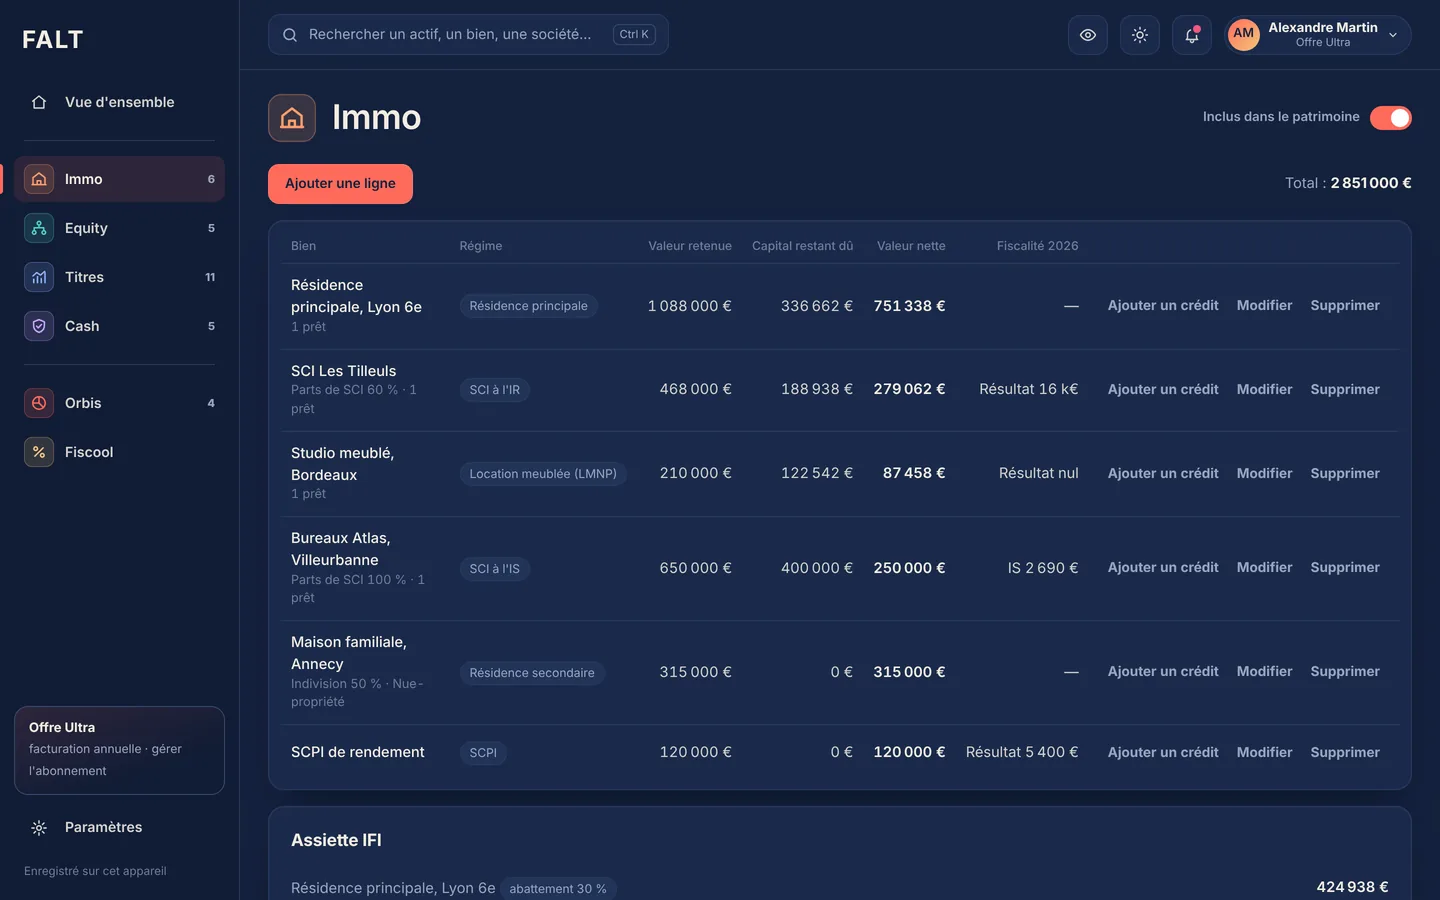 FALT
Rechercher un actif, un bien, une société... Ctrl K
AM Alexandre Martin
Offre Ultra
Vue d'ensemble
Immo 6
Equity 5
Titres 11
Cash 5
Orbis 4
Fiscool
Offre Ultra
facturation annuelle · gérer
l'abonnement
Paramètres
Enregistré sur cet appareil
Immo
Inclus dans le patrimoine
Ajouter une ligne
Total : 2 851 000 €
Bien Régime Valeur retenue Capital restant dû Valeur nette Fiscalité 2026
Résidence
principale, Lyon 6e
1 prêt
Résidence principale 1 088 000 € 336 662 € 751 338 € — Ajouter un crédit Modifier Supprimer
SCI Les Tilleuls
Parts de SCI 60 % · 1
prêt
SCI à l'IR 468 000 € 188 938 € 279 062 € Résultat 16 k€ Ajouter un crédit Modifier Supprimer
Studio meublé,
Bordeaux
1 prêt
Location meublée (LMNP) 210 000 € 122 542 € 87 458 € Résultat nul Ajouter un crédit Modifier Supprimer
Bureaux Atlas,
Villeurbanne
Parts de SCI 100 % · 1
prêt
SCI à l'IS 650 000 € 400 000 € 250 000 € IS 2 690 € Ajouter un crédit Modifier Supprimer
Maison familiale,
Annecy
Indivision 50 % · Nue-
propriété
Résidence secondaire 315 000 € 0 € 315 000 € — Ajouter un crédit Modifier Supprimer
SCPI de rendement SCPI 120 000 € 0 € 120 000 € Résultat 5 400 € Ajouter un crédit Modifier Supprimer
Assiette IFI
Résidence principale, Lyon 6e abattement 30 % 424 938 €